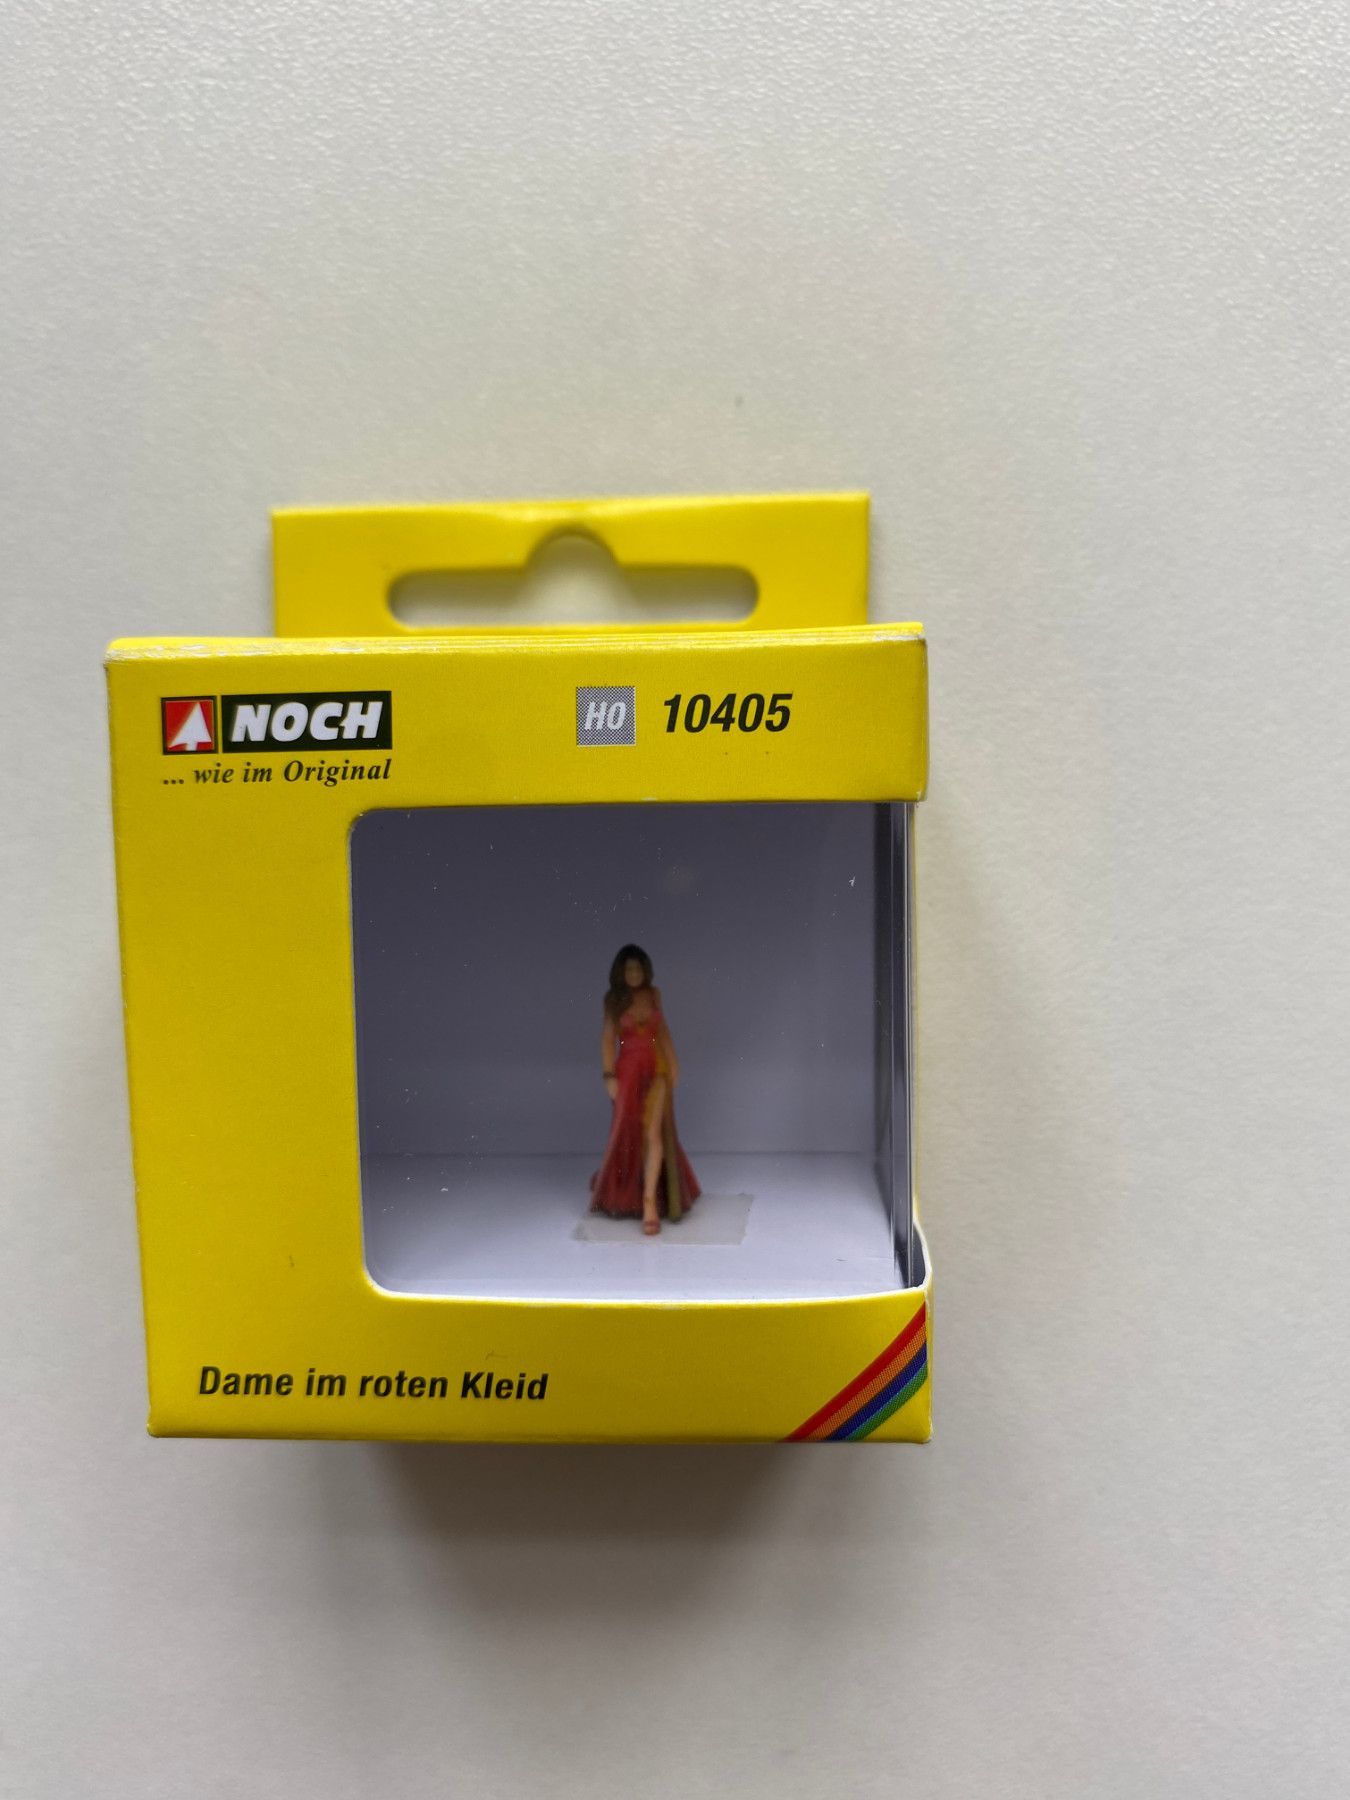 NOCH
... wie im Original
H0 10405
Dame im roten Kleid